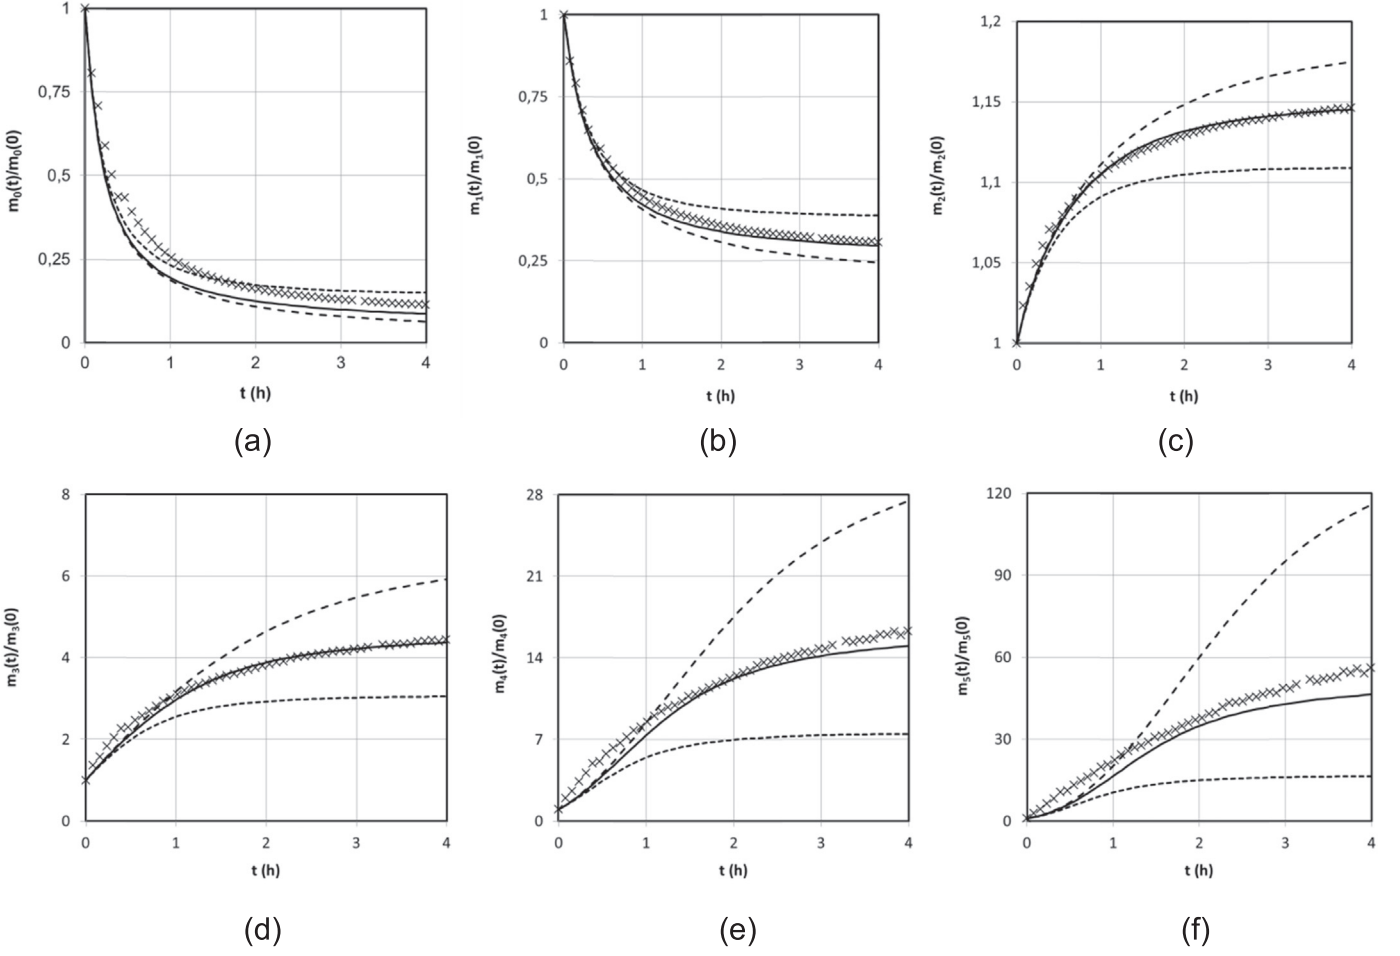 1
0,75
0,5
0,25
0
m₀(t)/m₀(0)
0 1 2 3 4
t (h)
(a)
1
0,75
0,5
0,25
0
m₁(t)/m₁(0)
0 1 2 3 4
t (h)
(b)
1,2
1,15
1,1
1,05
1
m₂(t)/m₂(0)
0 1 2 3 4
t (h)
(c)
8
6
4
2
0
m₃(t)/m₃(0)
0 1 2 3 4
t (h)
(d)
28
21
14
7
0
m₄(t)/m₄(0)
0 1 2 3 4
t (h)
(e)
120
90
60
30
0
m₅(t)/m₅(0)
0 1 2 3 4
t (h)
(f)